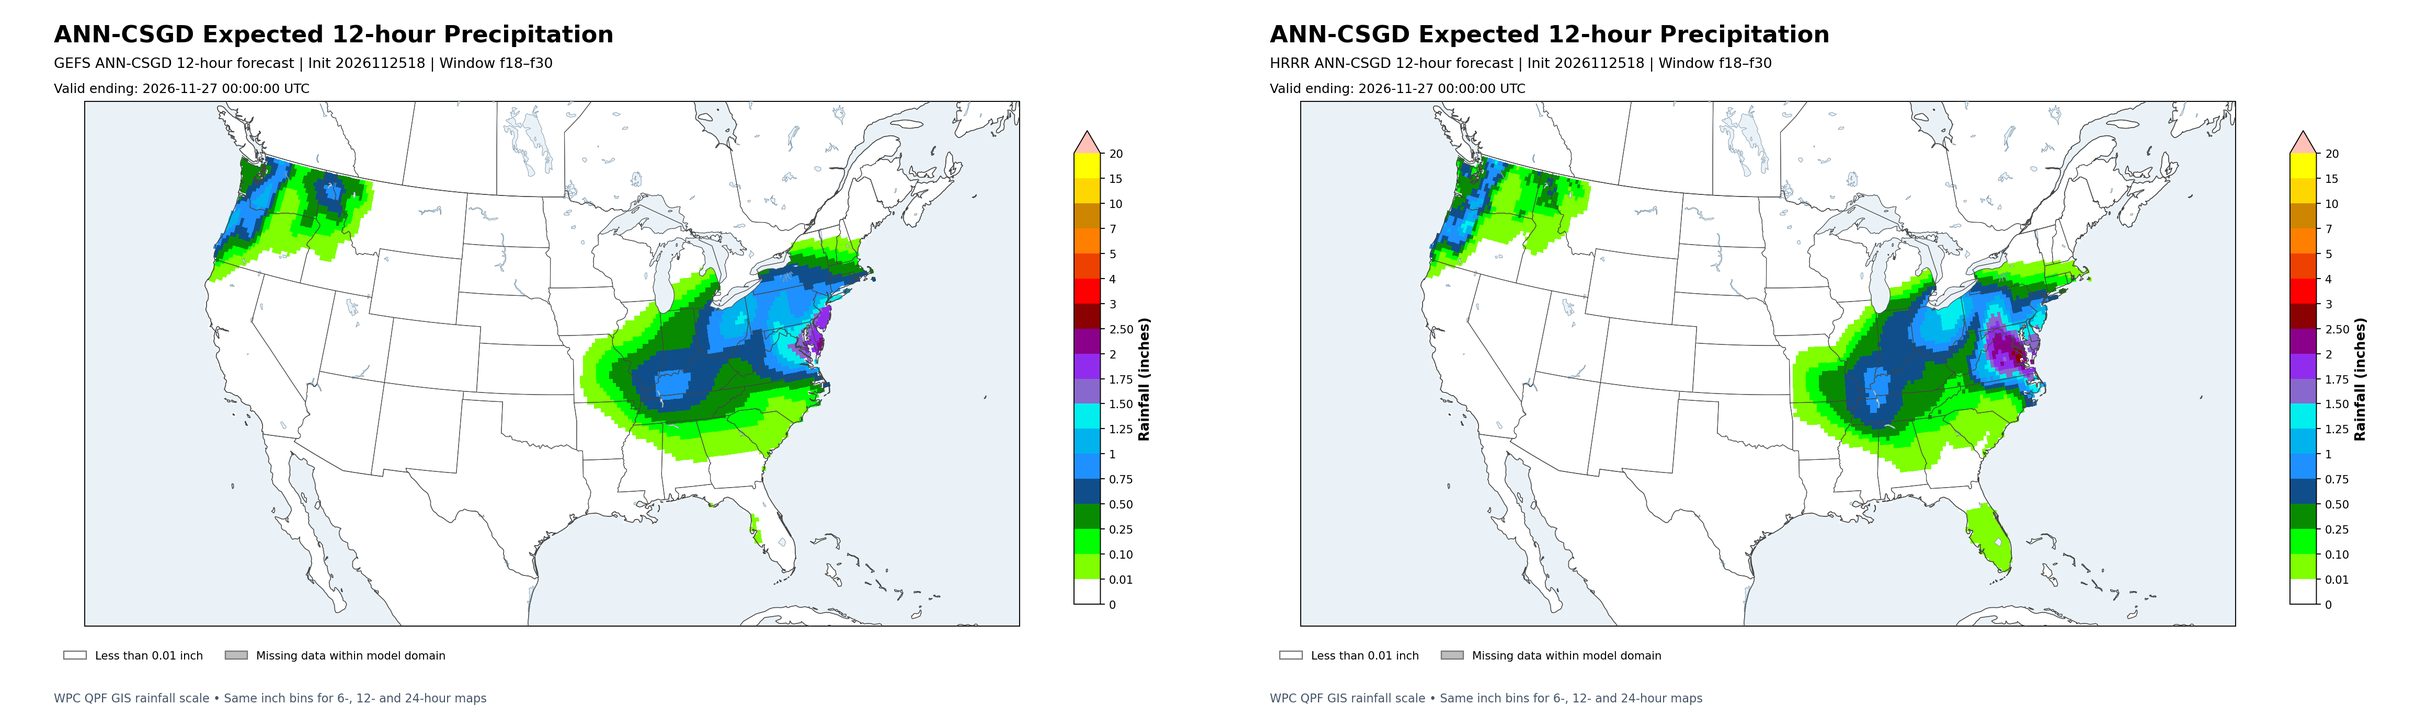 ANN-CSGD Expected 12-hour Precipitation
GEFS ANN-CSGD 12-hour forecast | Init 2026112518 | Window f18–f30
Valid ending: 2026-11-27 00:00:00 UTC
20
15
10
7
5
4
3
2.50
2
1.75
1.50
1.25
1
0.75
0.50
0.25
0.10
0.01
0
Rainfall (inches)
Less than 0.01 inch
Missing data within model domain
WPC QPF GIS rainfall scale • Same inch bins for 6-, 12- and 24-hour maps
ANN-CSGD Expected 12-hour Precipitation
HRRR ANN-CSGD 12-hour forecast | Init 2026112518 | Window f18–f30
Valid ending: 2026-11-27 00:00:00 UTC
20
15
10
7
5
4
3
2.50
2
1.75
1.50
1.25
1
0.75
0.50
0.25
0.10
0.01
0
Rainfall (inches)
Less than 0.01 inch
Missing data within model domain
WPC QPF GIS rainfall scale • Same inch bins for 6-, 12- and 24-hour maps